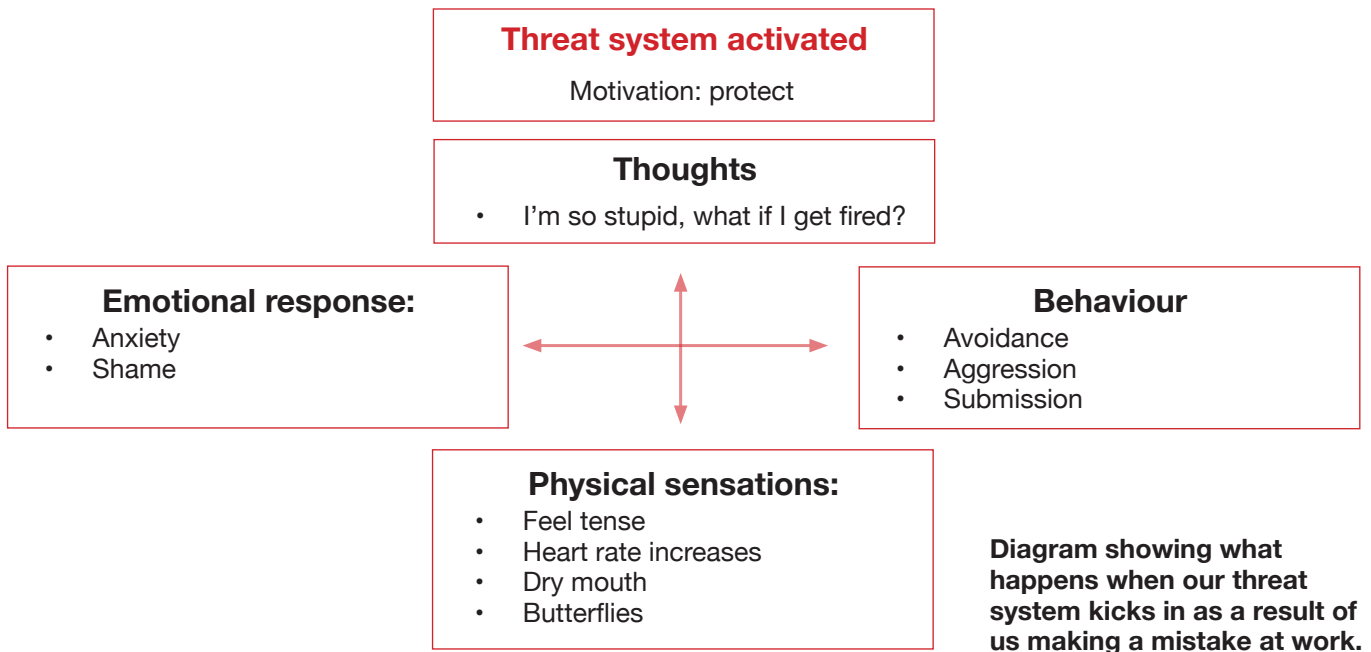 Threat system activated
Motivation: protect
Thoughts
• I'm so stupid, what if I get fired?
Emotional response:
• Anxiety
• Shame
Behaviour
• Avoidance
• Aggression
• Submission
Physical sensations:
• Feel tense
• Heart rate increases
• Dry mouth
• Butterflies
Diagram showing what
happens when our threat
system kicks in as a result of
us making a mistake at work.